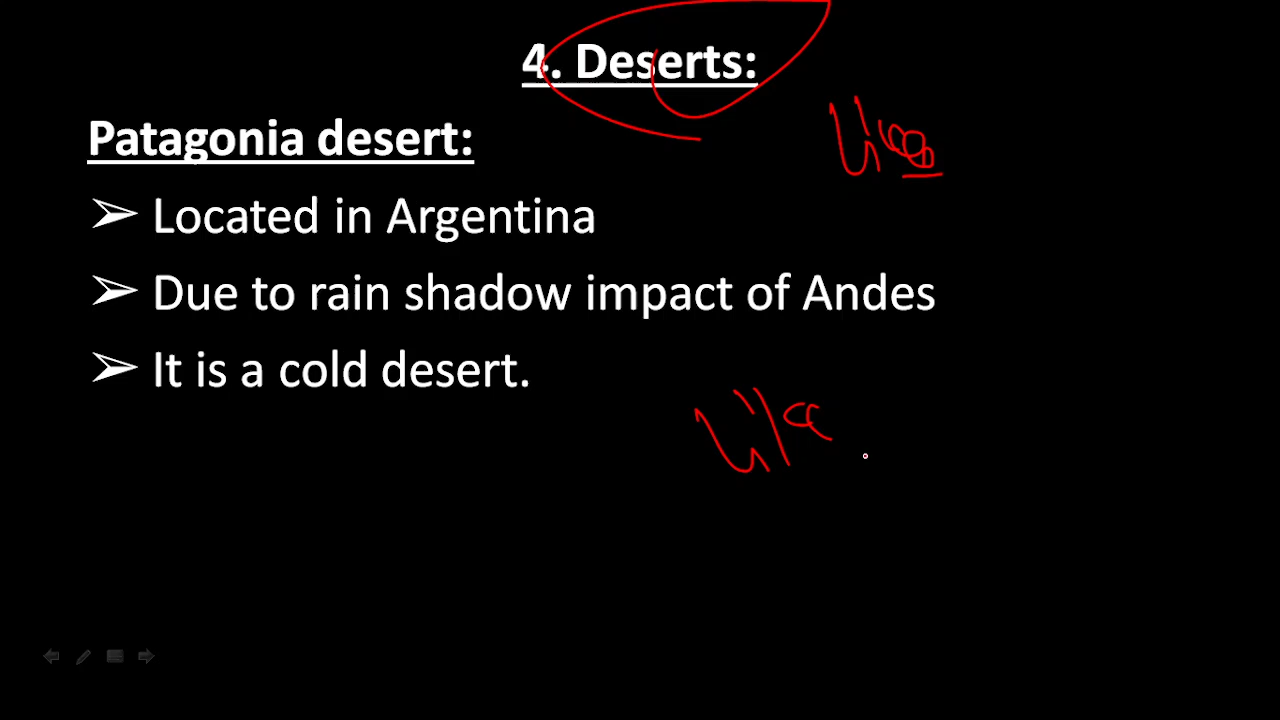 4. Deserts:
Patagonia desert:
➢ Located in Argentina
➢ Due to rain shadow impact of Andes
➢ It is a cold desert.